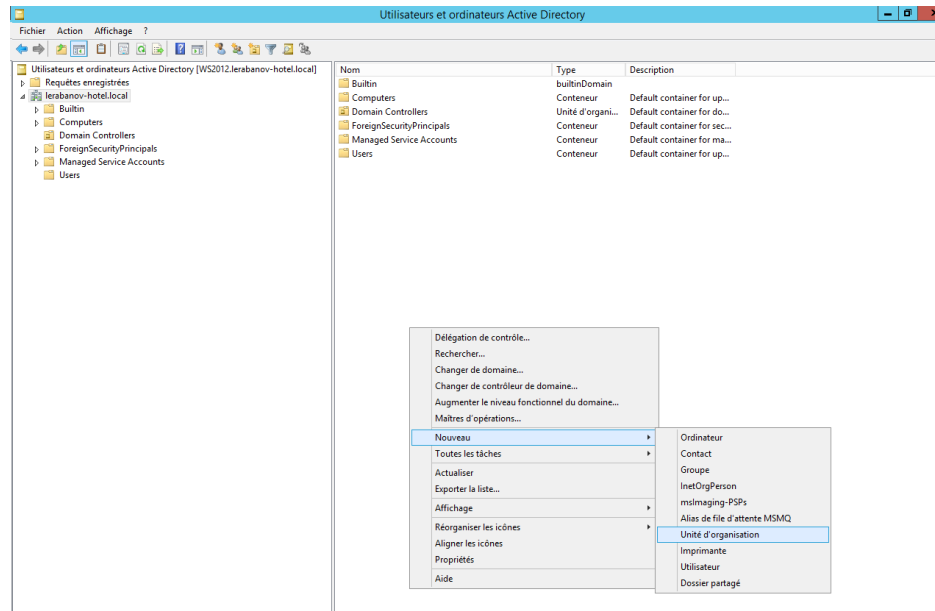 Utilisateurs et ordinateurs Active Directory
Fichier Action Affichage ?
Utilisateurs et ordinateurs Active Directory [WS2012.lerabanov-hotel.local]
Requêtes enregistrées
lerabanov-hotel.local
Builtin
Computers
Domain Controllers
ForeignSecurityPrincipals
Managed Service Accounts
Users
Nom Type Description
Builtin builtinDomain
Computers Conteneur Default container for up...
Domain Controllers Unité d'organi... Default container for do...
ForeignSecurityPrincipals Conteneur Default container for sec...
Managed Service Accounts Conteneur Default container for ma...
Users Conteneur Default container for up...
Délégation de contrôle...
Rechercher...
Changer de domaine...
Changer de contrôleur de domaine...
Augmenter le niveau fonctionnel du domaine...
Maîtres d'opérations...
Nouveau
Toutes les tâches
Actualiser
Exporter la liste...
Affichage
Réorganiser les icônes
Aligner les icônes
Propriétés
Aide
Ordinateur
Contact
Groupe
InetOrgPerson
msImaging-PSPs
Alias de file d'attente MSMQ
Unité d'organisation
Imprimante
Utilisateur
Dossier partagé